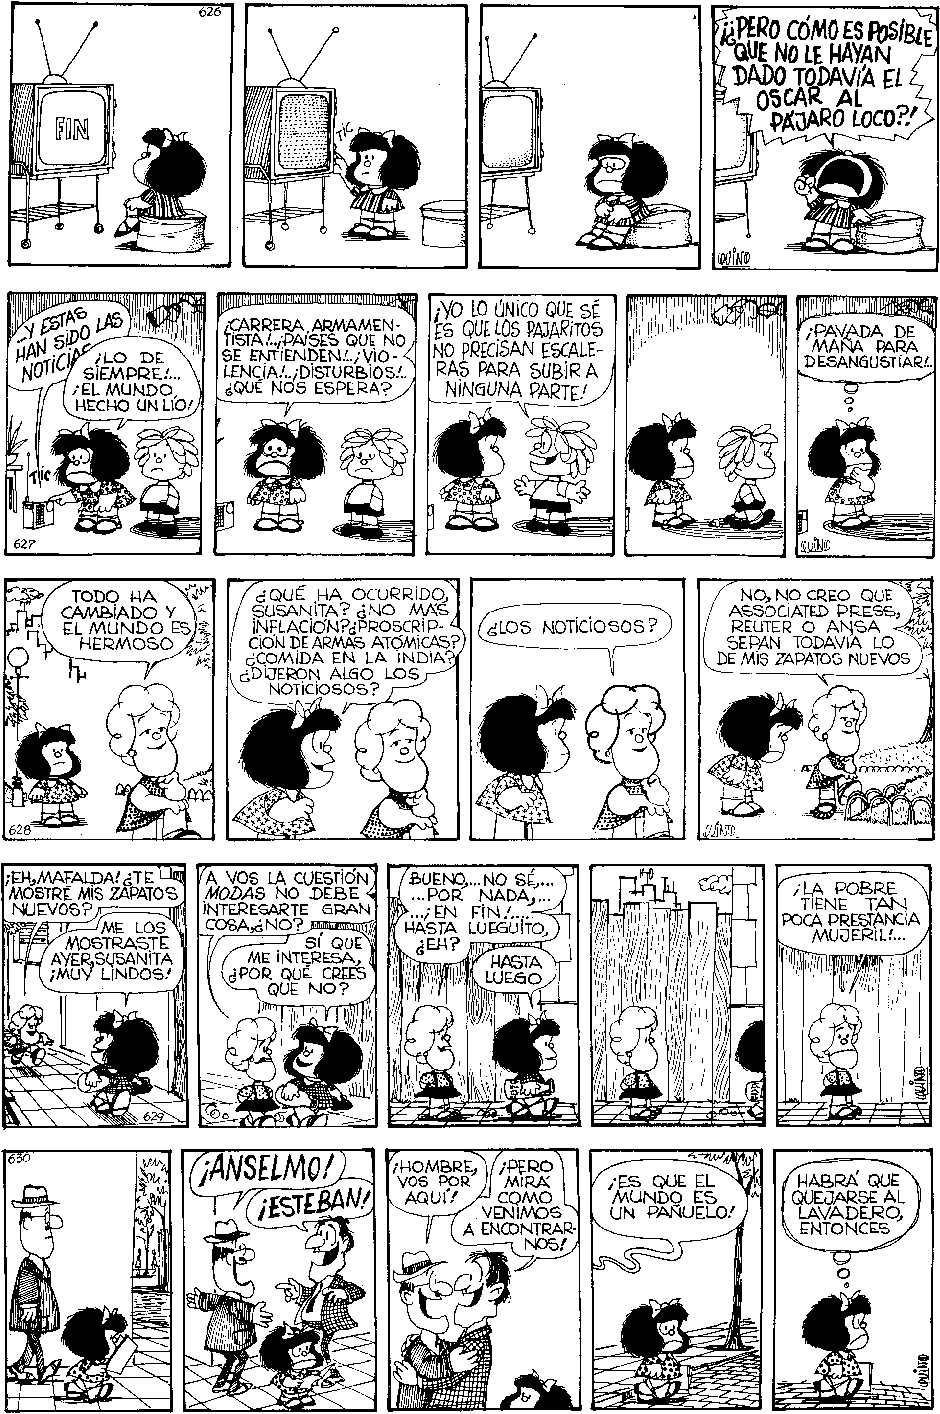 626
FIN
TIC
¡¿PERO CÓMO ES POSIBLE
QUE NO LE HAYAN
DADO TODAVÍA EL
OSCAR AL
PÁJARO LOCO?!
QUINO
...Y ESTAS
HAN SIDO LAS
NOTICIAS
¡LO DE
SIEMPRE!...
¡EL MUNDO,
HECHO UN LIO!
TIC
627
¡CARRERA ARMAMEN-
TISTA!..¡PAISES QUE NO
SE ENTIENDEN!..¡VIO-
LENCIA!..¡DISTURBIOS!..
¿QUÉ NOS ESPERA?
¡YO LO ÚNICO QUE SÉ
ES QUE LOS PAJARITOS
NO PRECISAN ESCALE-
RAS PARA SUBIR A
NINGUNA PARTE!
¡PAVADA DE
MAÑA PARA
DESANGUSTIAR!..
QUINO
TODO HA
CAMBIADO Y
EL MUNDO ES
HERMOSO
628
¿QUÉ HA OCURRIDO,
SUSANITA? ¿NO MÁS
INFLACIÓN?¿PROSCRIP-
CIÓN DE ARMAS ATÓMICAS?
¿COMIDA EN LA INDIA?
¿DIJERON ALGO LOS
NOTICIOSOS?
¿LOS NOTICIOSOS?
NO, NO CREO QUE
ASSOCIATED PRESS,
REUTER O ANSA
SEPAN TODAVÍA LO
DE MIS ZAPATOS NUEVOS
QUINO
¡EH, MAFALDA! ¿TE
MOSTRÉ MIS ZAPATOS
NUEVOS?
ME LOS
MOSTRASTE
AYER, SUSANITA
¡MUY LINDOS!
629
A VOS LA CUESTIÓN
MODAS NO DEBE
INTERESARTE GRAN
COSA,¿NO?
SÍ QUE
ME INTERESA,
¿POR QUÉ CREES
QUE NO?
BUENO,... NO SÉ,...
...POR NADA,...
...¡EN FIN!...
HASTA LUEGUITO,
¿EH?
HASTA
LUEGO
¡LA POBRE
TIENE TAN
POCA PRESTANCIA
MUJERIL!...
QUINO
630
¡ANSELMO!
¡ESTEBAN!
¡HOMBRE,
VOS POR
AQUÍ!
¡PERO
MIRÁ
COMO
VENIMOS
A ENCONTRAR-
NOS!
¡ES QUE EL
MUNDO ES
UN PAÑUELO!
HABRÁ QUE
QUEJARSE AL
LAVADERO,
ENTONCES
QUINO